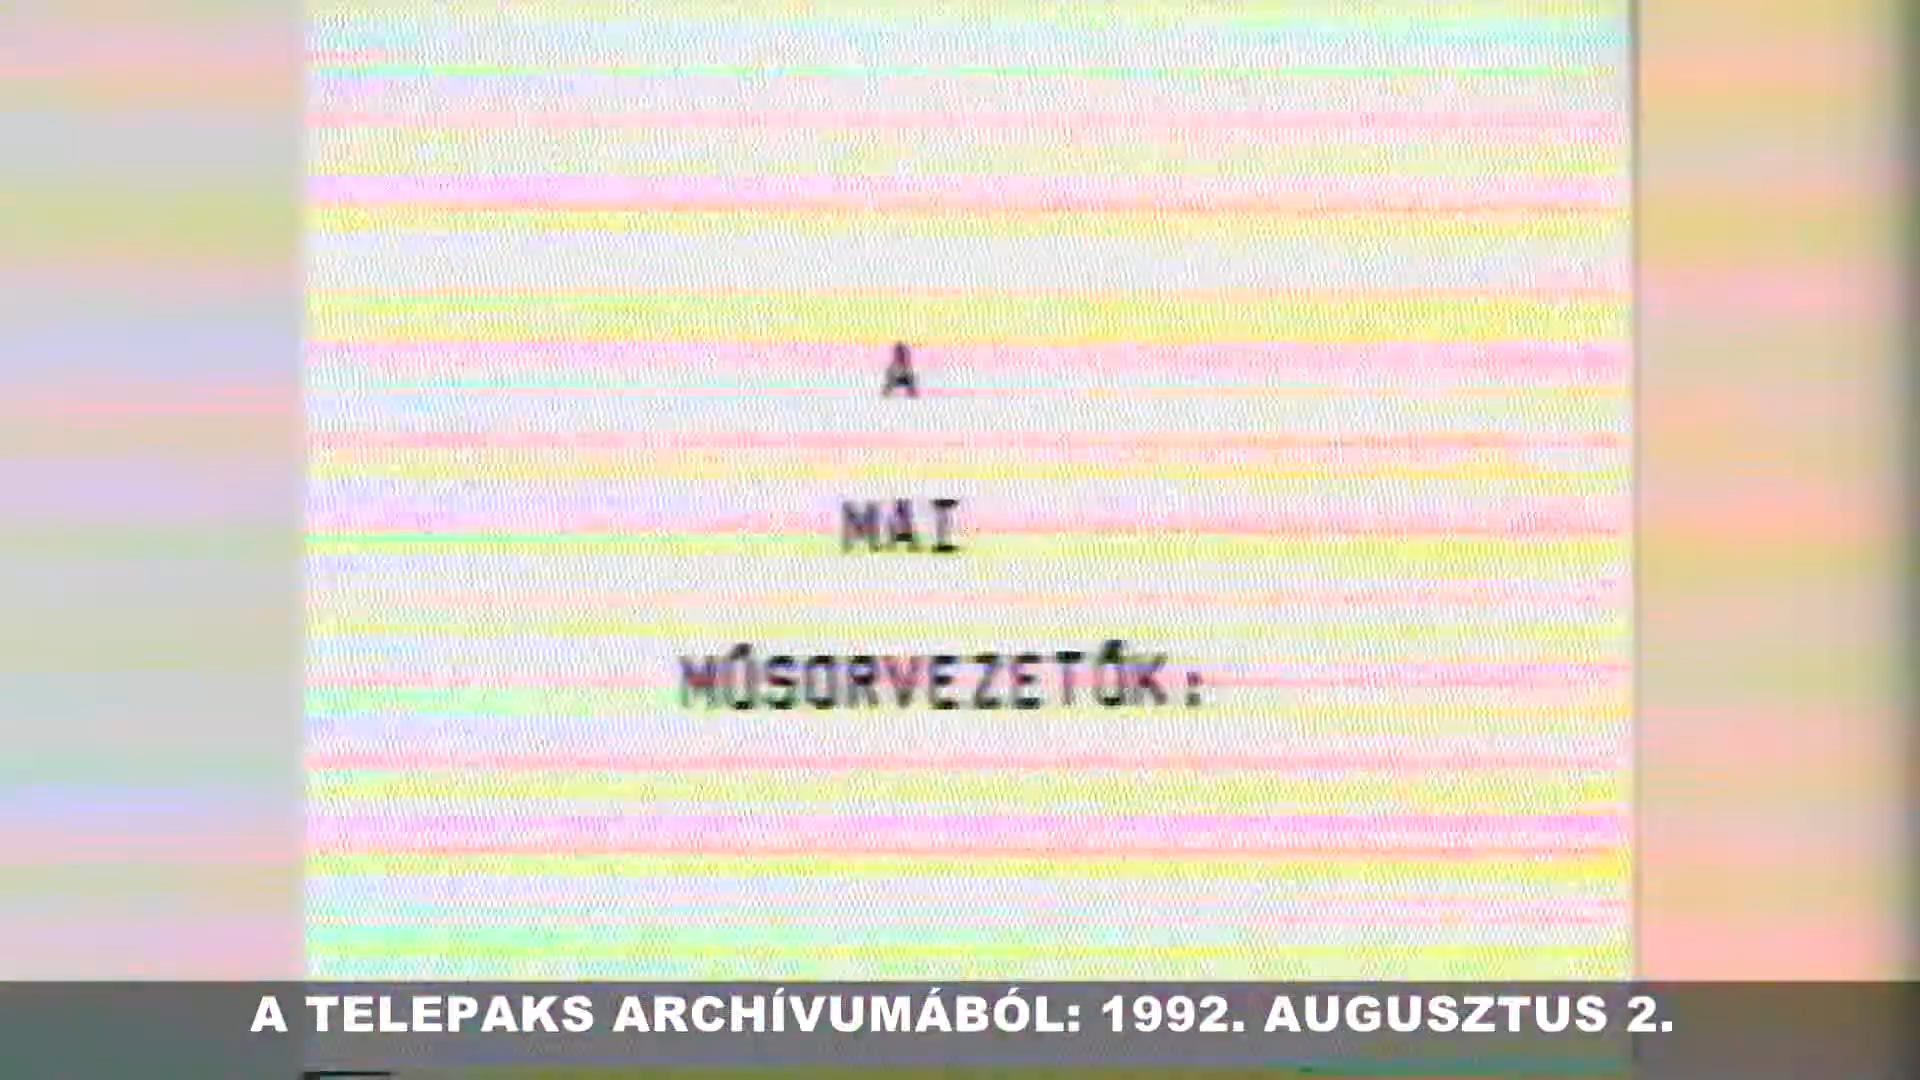 A
MAI
MŰSORVEZETŐK:
A TELEPAKS ARCHÍVUMÁBÓL: 1992. AUGUSZTUS 2.